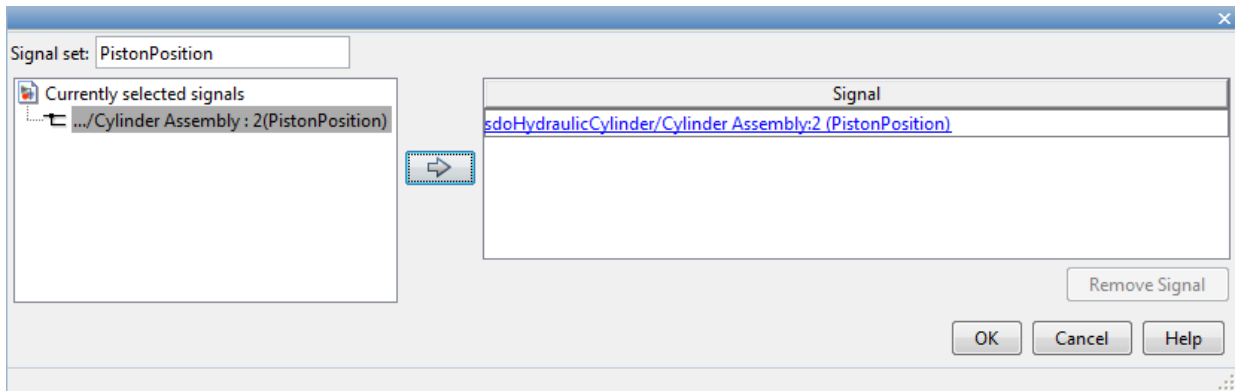 Signal set: PistonPosition
Currently selected signals
.../Cylinder Assembly : 2(PistonPosition)
Signal
sdoHydraulicCylinder/Cylinder Assembly:2 (PistonPosition)
Remove Signal
OK Cancel Help